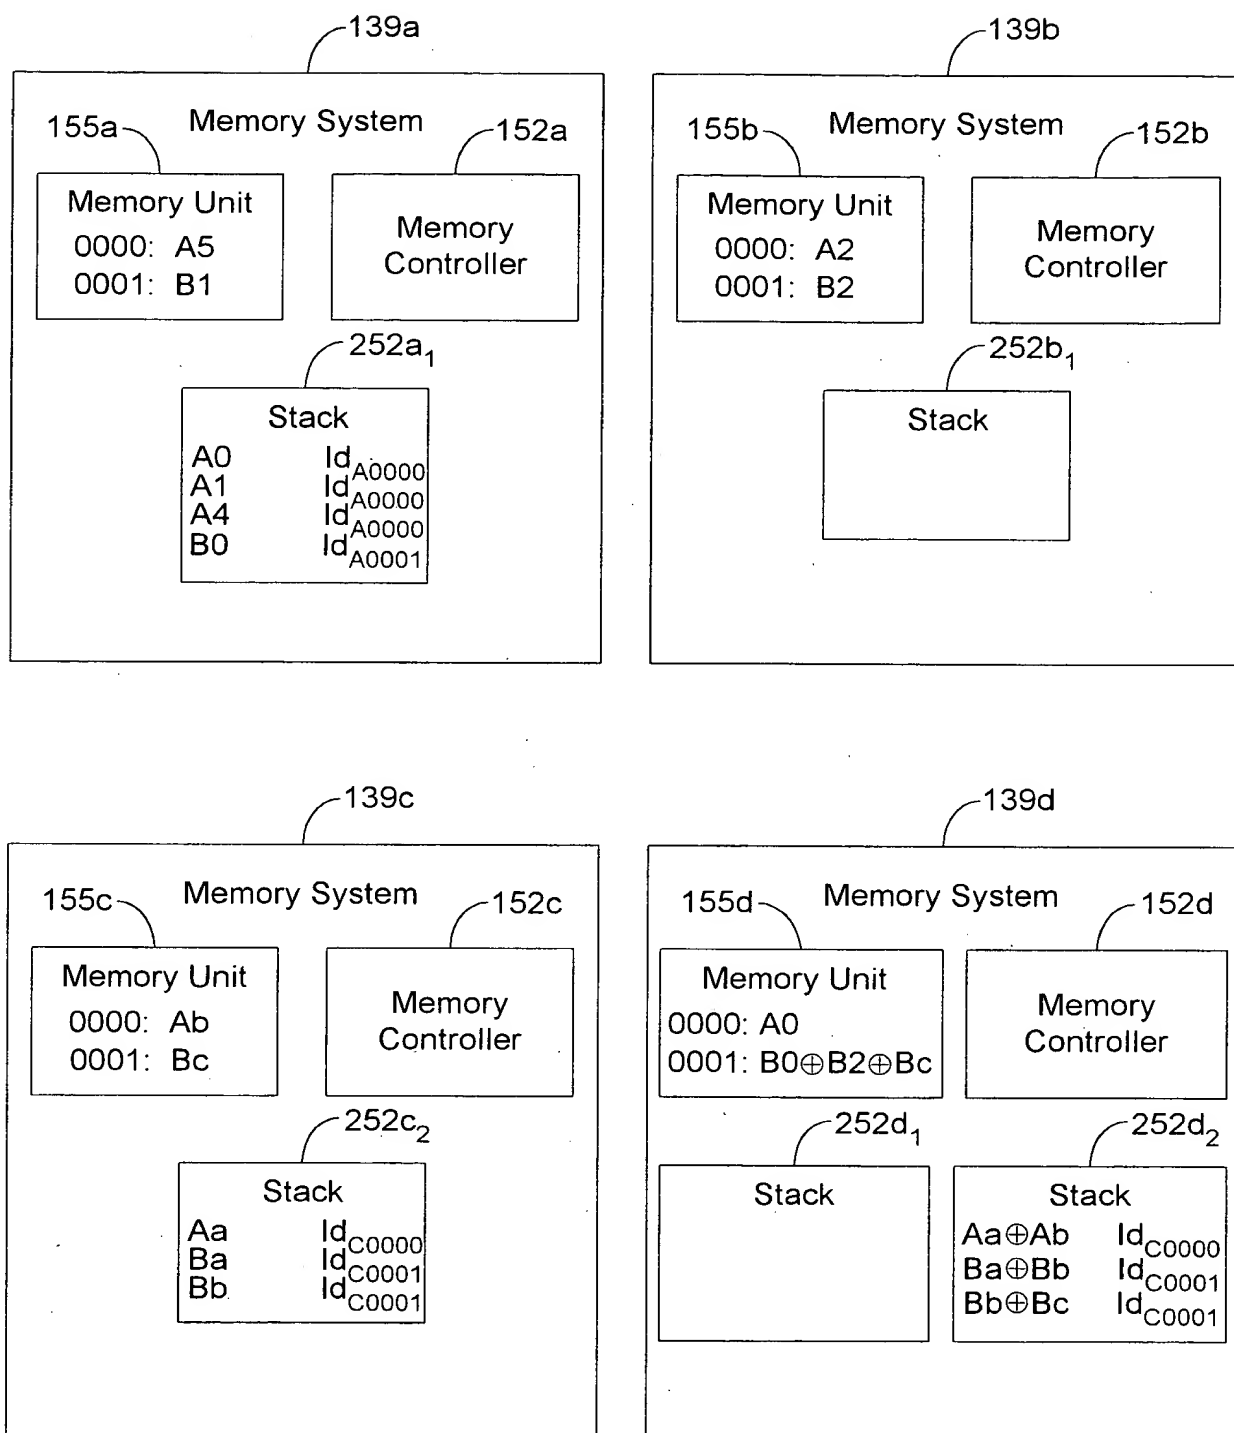 139a
Memory System
155a
152a
Memory Unit
0000: A5
0001: B1
Memory
Controller
252a1
Stack
A0 IdA0000
A1 IdA0000
A4 IdA0000
B0 IdA0001
139b
Memory System
155b
152b
Memory Unit
0000: A2
0001: B2
Memory
Controller
252b1
Stack
139c
Memory System
155c
152c
Memory Unit
0000: Ab
0001: Bc
Memory
Controller
252c2
Stack
Aa IdC0000
Ba IdC0001
Bb IdC0001
139d
Memory System
155d
152d
Memory Unit
0000: A0
0001: B0⊕B2⊕Bc
Memory
Controller
252d1
Stack
252d2
Stack
Aa⊕Ab IdC0000
Ba⊕Bb IdC0001
Bb⊕Bc IdC0001